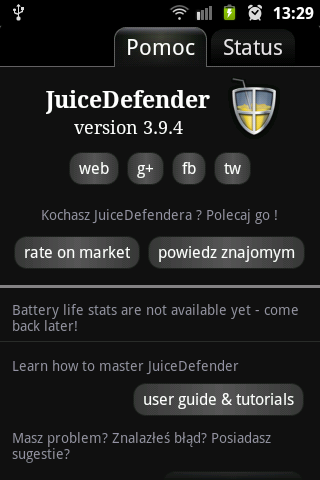 13:29
Pomoc Status
JuiceDefender
version 3.9.4
web g+ fb tw
Kochasz JuiceDefendera ? Polecaj go !
rate on market powiedz znajomym
Battery life stats are not available yet - come
back later!
Learn how to master JuiceDefender
user guide & tutorials
Masz problem? Znalazłeś błąd? Posiadasz
sugestie?